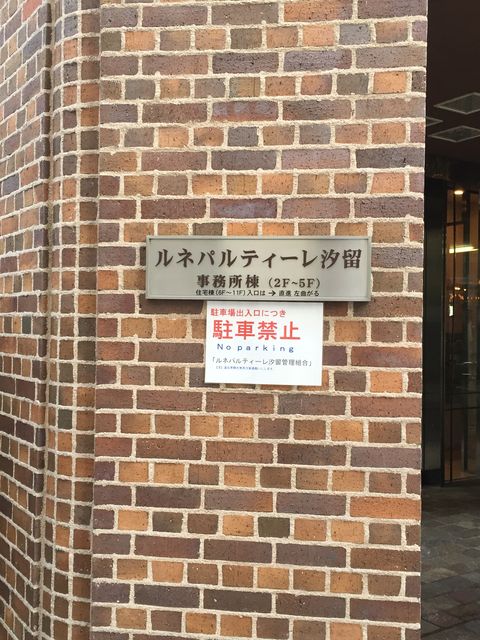 ルネパルティーレ汐留
事務所棟（2F~5F）
住宅棟(6F~11F)入口は → 直進 左曲がる
駐車場出入口につき
駐車禁止
No parking
「ルネパルティーレ汐留管理組合」